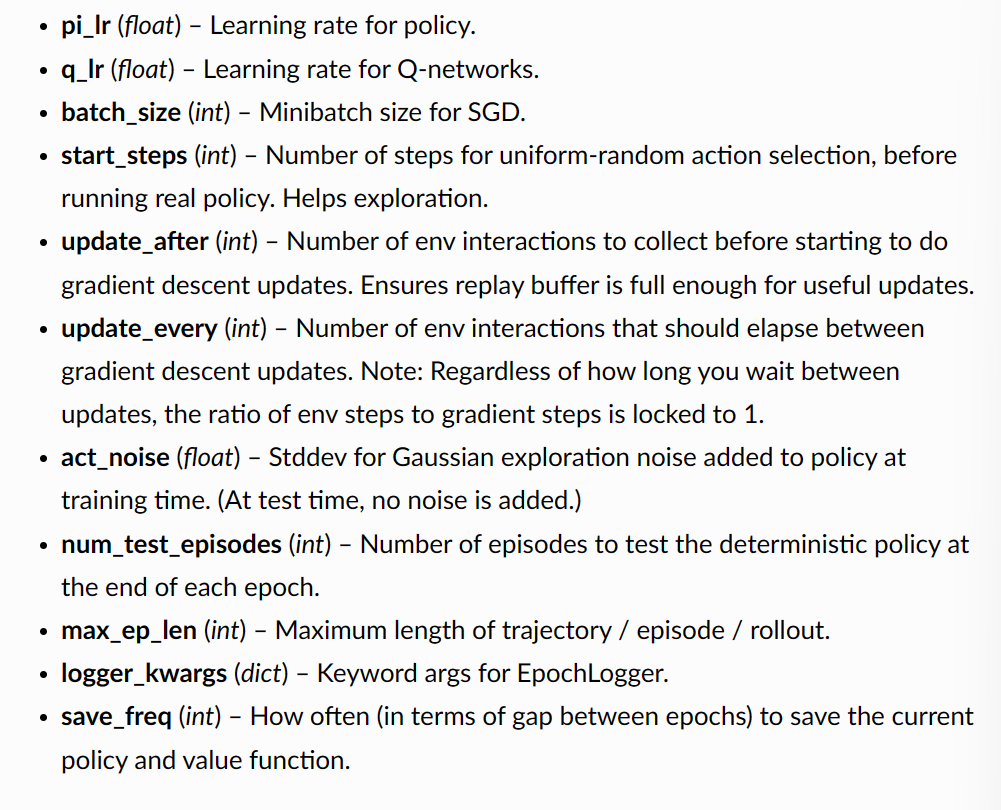 • pi_lr (float) – Learning rate for policy.
• q_lr (float) – Learning rate for Q-networks.
• batch_size (int) – Minibatch size for SGD.
• start_steps (int) – Number of steps for uniform-random action selection, before
running real policy. Helps exploration.
• update_after (int) – Number of env interactions to collect before starting to do
gradient descent updates. Ensures replay buffer is full enough for useful updates.
• update_every (int) – Number of env interactions that should elapse between
gradient descent updates. Note: Regardless of how long you wait between
updates, the ratio of env steps to gradient steps is locked to 1.
• act_noise (float) – Stddev for Gaussian exploration noise added to policy at
training time. (At test time, no noise is added.)
• num_test_episodes (int) – Number of episodes to test the deterministic policy at
the end of each epoch.
• max_ep_len (int) – Maximum length of trajectory / episode / rollout.
• logger_kwargs (dict) – Keyword args for EpochLogger.
• save_freq (int) – How often (in terms of gap between epochs) to save the current
policy and value function.